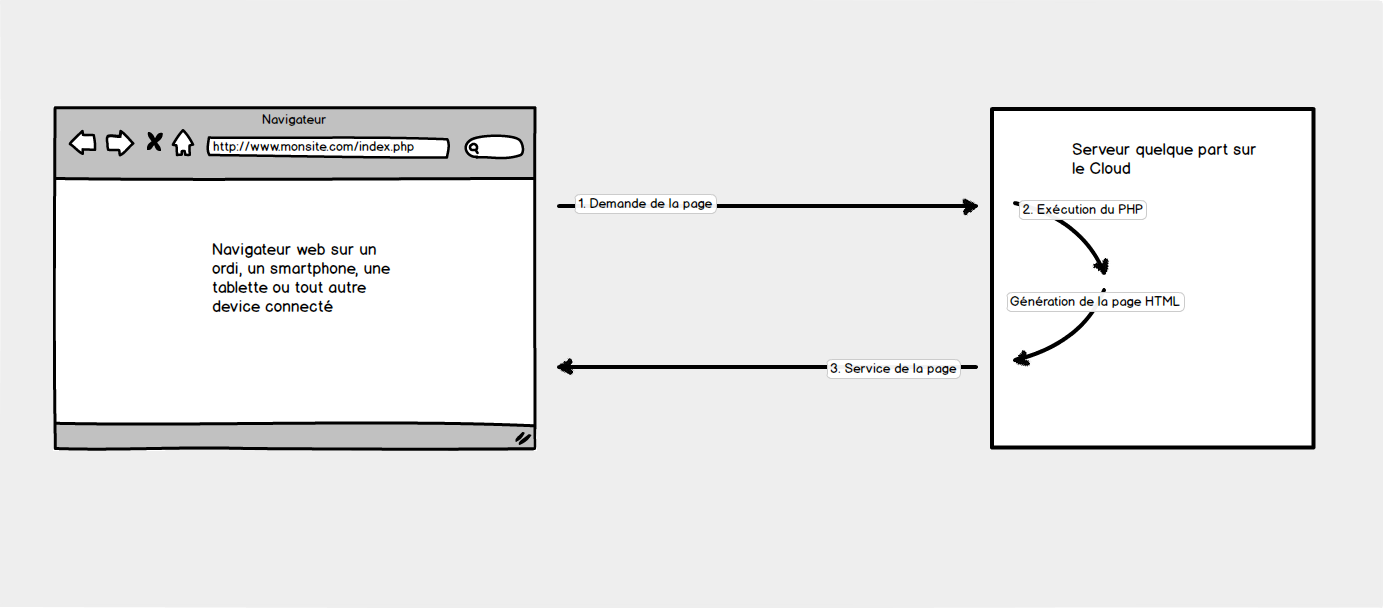 Navigateur
http://www.monsite.com/index.php
Navigateur web sur un
ordi, un smartphone, une
tablette ou tout autre
device connecté
1. Demande de la page
Serveur quelque part sur
le Cloud
2. Exécution du PHP
Génération de la page HTML
3. Service de la page